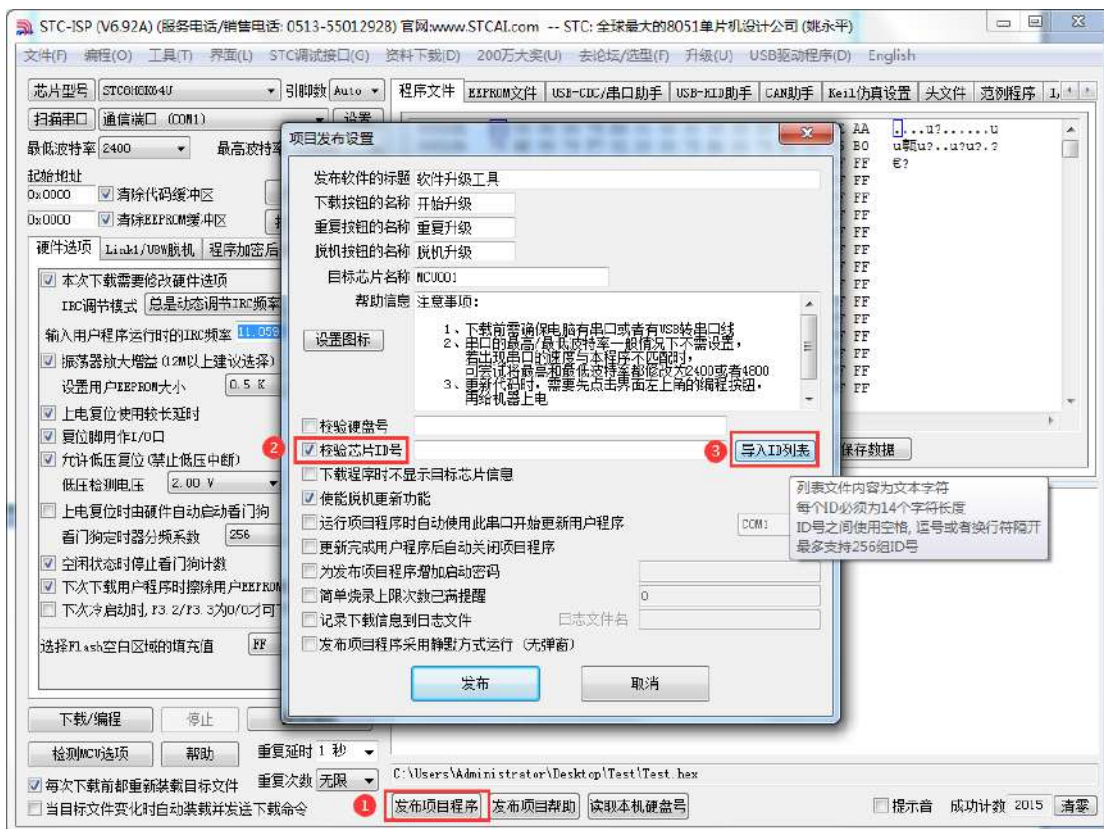 STC-ISP (V6.92A) (服务电话/销售电话: 0513-55012928) 官网:www.STCAI.com -- STC: 全球最大的8051单片机设计公司 (姚永平)
文件(F) 编程(O) 工具(T) 界面(L) STC调试接口(G) 资料下载(D) 200万大奖(U) 去论坛/选型(F) 升级(U) USB驱动程序(D) English
芯片型号 STC8H8K64U 引脚数 Auto
程序文件 EEPROM文件 USB-CDC/串口助手 USB-HID助手 CAN助手 Keil仿真设置 头文件 范例程序 I,
扫描串口 通信端口 (COM1) 设置
最低波特率 2400 最高波特率
起始地址
0x0000 清除代码缓冲区
0x0000 清除EEPROM缓冲区
硬件选项 Link1/U8W脱机 程序加密后
本次下载需要修改硬件选项
IRC调节模式 总是动态调节IRC频率
输入用户程序运行时的IRC频率 11.059
振荡器放大增益 (12M以上建议选择)
设置用户EEPROM大小 0.5 K
上电复位使用较长延时
复位脚用作I/O口
允许低压复位(禁止低压中断)
低压检测电压 2.00 V
上电复位时由硬件自动启动看门狗
看门狗定时器分频系数 256
空闲状态时停止看门狗计数
下次下载用户程序时擦除用户EEPROM
下次冷启动时, P3.2/P3.3为0/0才可下
选择Flash空白区域的填充值 FF
AA ....u?......u
B0 u甎u?..u?u?.?
FF €?
FF
FF
FF
FF
FF
FF
FF
FF
FF
FF
FF
FF
FF
项目发布设置
发布软件的标题 软件升级工具
下载按钮的名称 开始升级
重复按钮的名称 重复升级
脱机按钮的名称 脱机升级
目标芯片名称 MCU001
帮助信息 注意事项:
设置图标
1、下载前需确保电脑有串口或者有USB转串口线
2、串口的最高/最低波特率一般情况下不需设置,
若出现串口的速度与本程序不匹配时,
可尝试将最高和最低波特率都修改为2400或者4800
3、更新代码时, 需要先点击界面左上角的编程按钮,
再给机器上电
校验硬盘号
2 校验芯片ID号 3 导入ID列表
下载程序时不显示目标芯片信息
使能脱机更新功能
运行项目程序时自动使用此串口开始更新用户程序 COM1
更新完成用户程序后自动关闭项目程序
为发布项目程序增加启动密码
简单烧录上限次数已满提醒 0
记录下载信息到日志文件 日志文件名
发布项目程序采用静默方式运行 (无弹窗)
发布 取消
保存数据
列表文件内容为文本字符
每个ID必须为14个字符长度
ID号之间使用空格, 逗号或者换行符隔开
最多支持256组ID号
下载/编程 停止
检测MCU选项 帮助 重复延时 1 秒
每次下载前都重新装载目标文件 重复次数 无限
当目标文件变化时自动装载并发送下载命令
C:\Users\Administrator\Desktop\Test\Test.hex
1 发布项目程序 发布项目帮助 读取本机硬盘号 提示音 成功计数 2015 清零